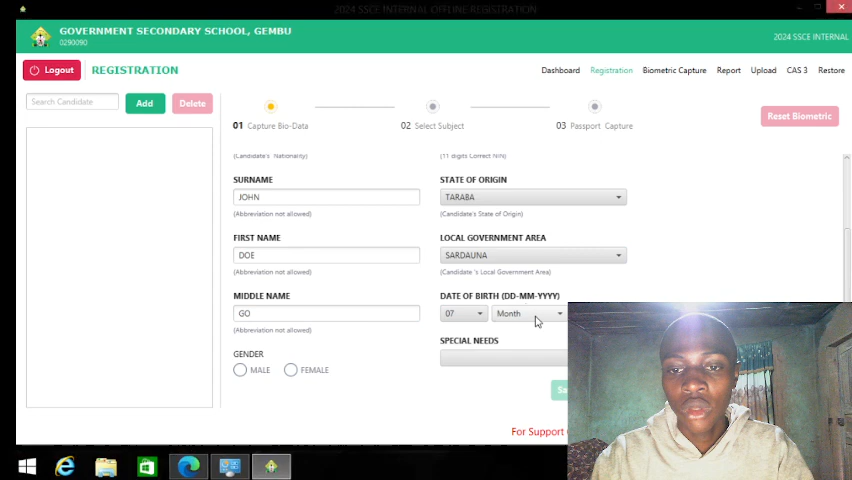 2024 SSCE INTERNAL OFFLINE REGISTRATION
GOVERNMENT SECONDARY SCHOOL, GEMBU
0290090
2024 SSCE INTERNAL
Logout
REGISTRATION
Dashboard
Registration
Biometric Capture
Report
Upload
CAS 3
Restore
Search Candidate
Add
Delete
01 Capture Bio-Data
02 Select Subject
03 Passport Capture
Reset Biometric
(Candidate's Nationality)
(11 digits Correct NIN)
SURNAME
JOHN
(Abbreviation not allowed)
STATE OF ORIGIN
TARABA
(Candidate's State of Origin)
FIRST NAME
DOE
(Abbreviation not allowed)
LOCAL GOVERNMENT AREA
SARDAUNA
(Candidate 's Local Government Area)
MIDDLE NAME
GO
(Abbreviation not allowed)
DATE OF BIRTH (DD-MM-YYYY)
07
Month
GENDER
MALE
FEMALE
SPECIAL NEEDS
Sa
For Support